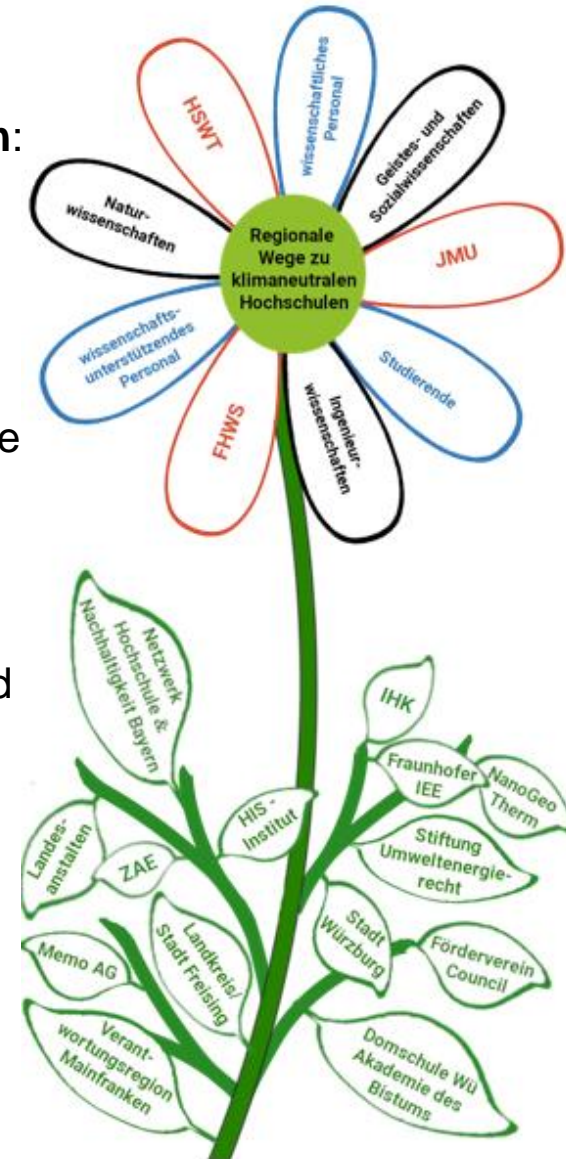 n:
e
d
wissenschaftliches
Personal
HSWT
Geistes- und
Sozialwissenschaften
Natur-
wissenschaften
Regionale
Wege zu
klimaneutralen
Hochschulen
JMU
wissenschafts-
unterstützendes
Personal
Studierende
FHWS
Ingenieur-
wissenschaften
Netzwerk
Hochschule &
Nachhaltigkeit Bayern
IHK
Fraunhofer
IEE
NanoGeo
Therm
HIS -
Institut
Landes-
anstalten
ZAE
Stiftung
Umweltenergie-
recht
Landkreis/
Stadt Freising
Stadt
Würzburg
Memo AG
Förderverein
Council
Verant-
wortungsregion
Mainfranken
Domschule Wü
Akademie des
Bistums